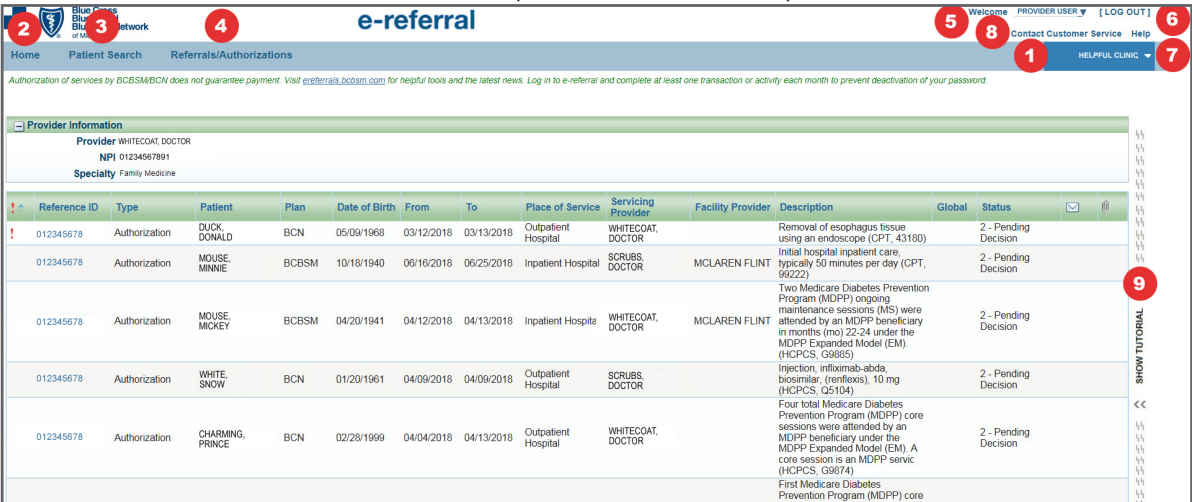 Blue Cross
Blue
Blue Network
of Mi
e-referral
Welcome PROVIDER USER [ LOG OUT ]
Contact Customer Service Help
2 3 4 5 6 8 1 7
Home Patient Search Referrals/Authorizations HELPFUL CLINIC
Authorization of services by BCBSM/BCN does not guarantee payment. Visit ereferrals.bcbsm.com for helpful tools and the latest news. Log in to e-referral and complete at least one transaction or activity each month to prevent deactivation of your password.
Provider Information
Provider WHITECOAT, DOCTOR
NPI 01234567891
Specialty Family Medicine
! Reference ID Type Patient Plan Date of Birth From To Place of Service Servicing Provider Facility Provider Description Global Status
! 012345678 Authorization DUCK, DONALD BCN 05/09/1968 03/12/2018 03/13/2018 Outpatient Hospital WHITECOAT, DOCTOR Removal of esophagus tissue
using an endoscope (CPT, 43180) 2 - Pending Decision
012345678 Authorization MOUSE, MINNIE BCBSM 10/18/1940 06/16/2018 06/25/2018 Inpatient Hospital SCRUBS, DOCTOR MCLAREN FLINT Initial hospital inpatient care,
typically 50 minutes per day (CPT,
99222) 2 - Pending Decision
012345678 Authorization MOUSE, MICKEY BCBSM 04/20/1941 04/12/2018 04/13/2018 Inpatient Hospita WHITECOAT, DOCTOR MCLAREN FLINT Two Medicare Diabetes Prevention
Program (MDPP) ongoing
maintenance sessions (MS) were
attended by an MDPP beneficiary
in months (mo) 22-24 under the
MDPP Expanded Model (EM).
(HCPCS, G9885) 2 - Pending Decision
012345678 Authorization WHITE, SNOW BCN 01/20/1961 04/09/2018 04/09/2018 Outpatient Hospital SCRUBS, DOCTOR Injection, infliximab-abda,
biosimilar, (renflexis), 10 mg
(HCPCS, Q5104) 2 - Pending Decision
012345678 Authorization CHARMING, PRINCE BCN 02/28/1999 04/04/2018 04/13/2018 Outpatient Hospital WHITECOAT, DOCTOR Four total Medicare Diabetes
Prevention Program (MDPP) core
sessions were attended by an
MDPP beneficiary under the
MDPP Expanded Model (EM). A
core session is an MDPP servic
(HCPCS, G9874) 2 - Pending Decision
First Medicare Diabetes
Prevention Program (MDPP) core
9
SHOW TUTORIAL
<<